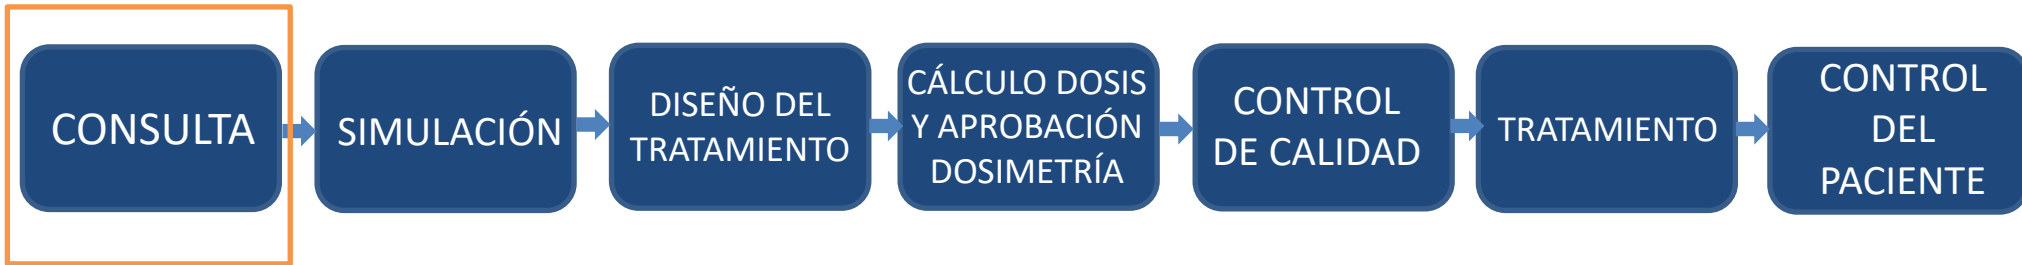 CONSULTA
SIMULACIÓN
DISEÑO DEL
TRATAMIENTO
CÁLCULO DOSIS
Y APROBACIÓN
DOSIMETRÍA
CONTROL
DE CALIDAD
TRATAMIENTO
CONTROL
DEL
PACIENTE